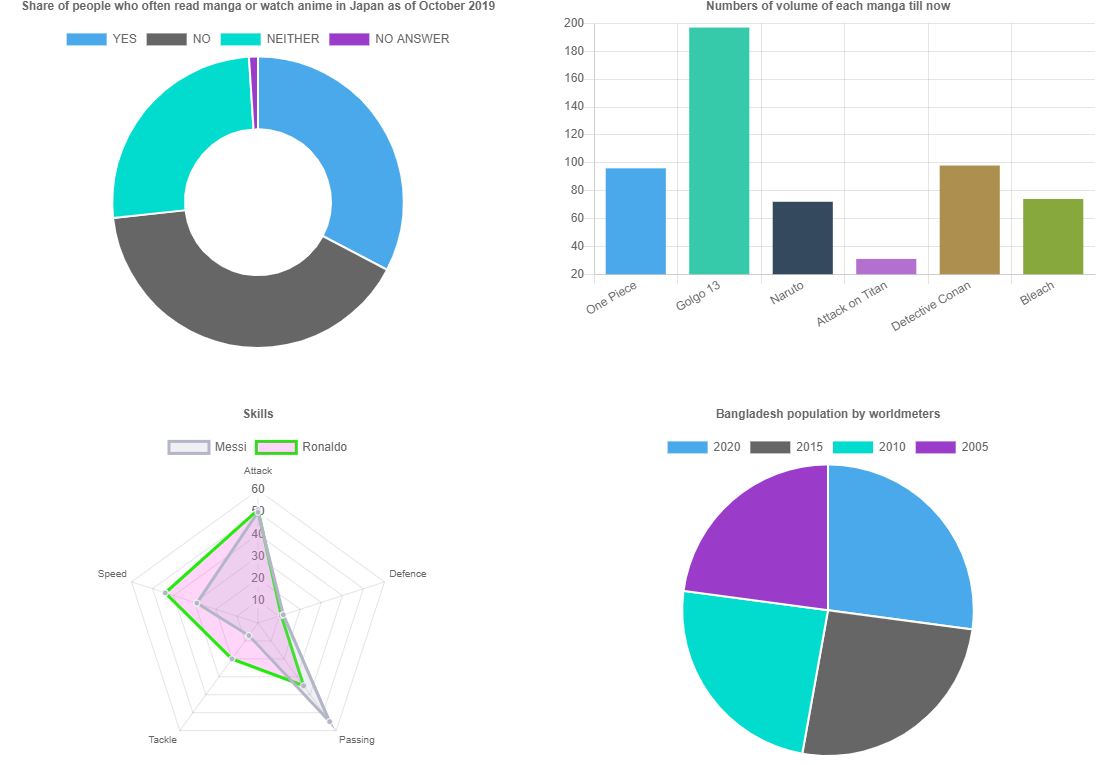 Share of people who often read manga or watch anime in Japan as of October 2019
YES NO NEITHER NO ANSWER
Numbers of volume of each manga till now
200
180
160
140
120
100
80
60
40
20
One Piece Golgo 13 Naruto Attack on Titan Detective Conan Bleach
Skills
Messi Ronaldo
Attack
60
50
40
30
20
10
Speed Defence
Tackle Passing
Bangladesh population by worldmeters
2020 2015 2010 2005